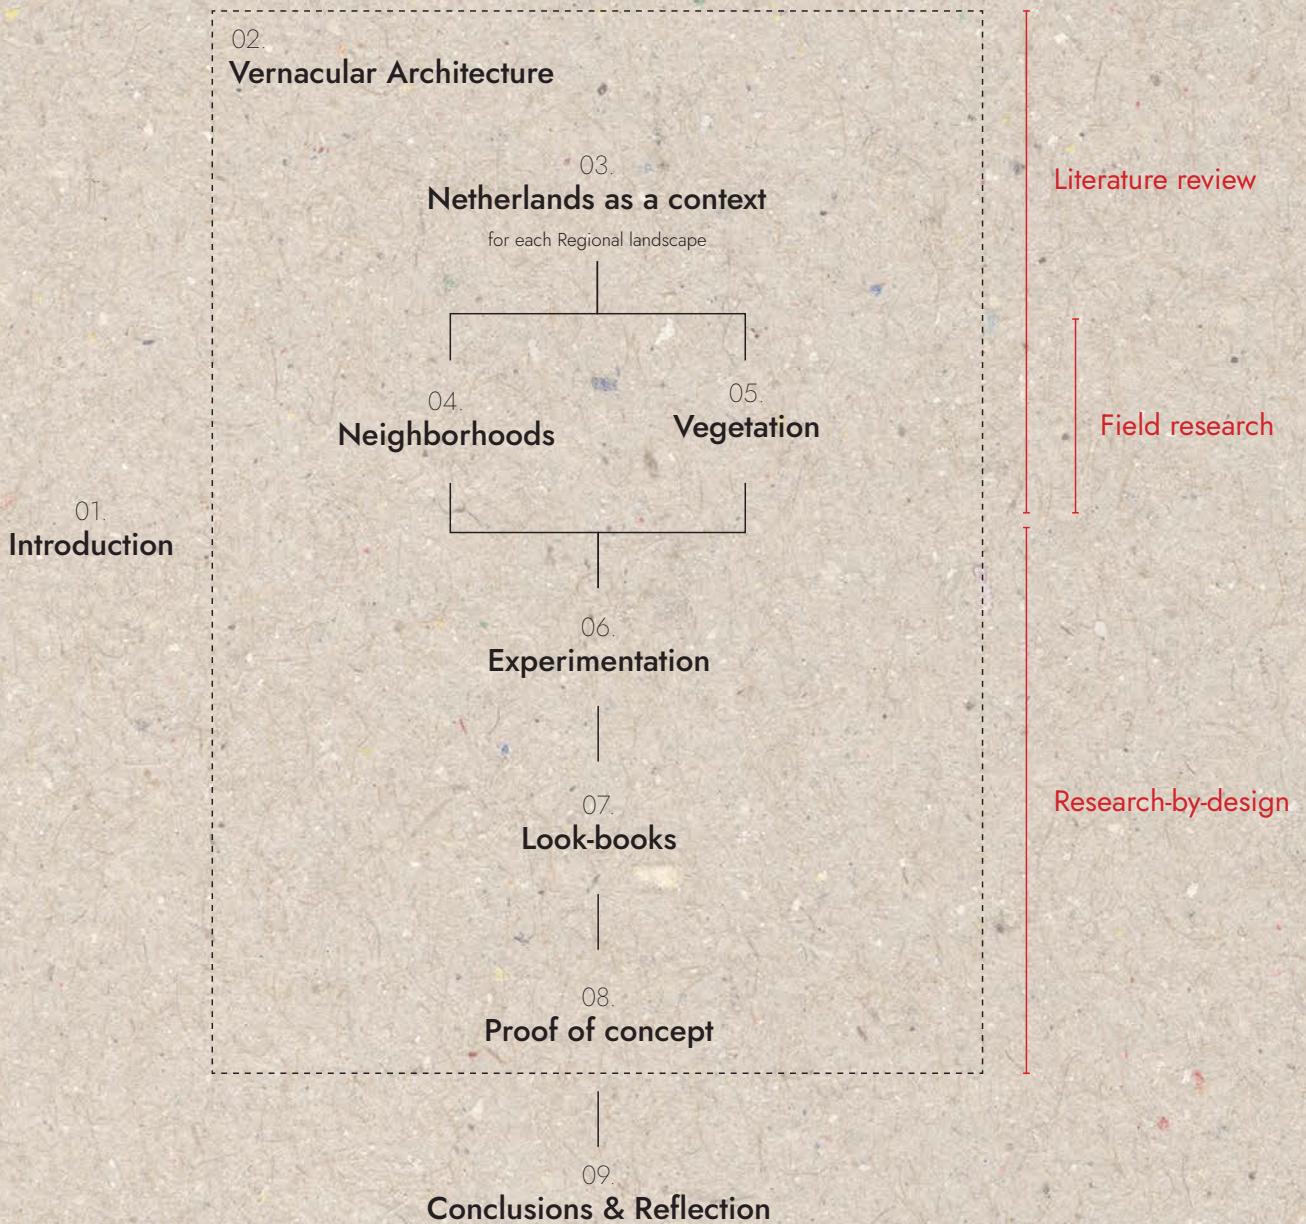 02.
Vernacular Architecture
03.
Netherlands as a context
for each Regional landscape
Literature review
04.
Neighborhoods
05.
Vegetation
Field research
01.
Introduction
06.
Experimentation
07.
Look-books
Research-by-design
08.
Proof of concept
09.
Conclusions & Reflection